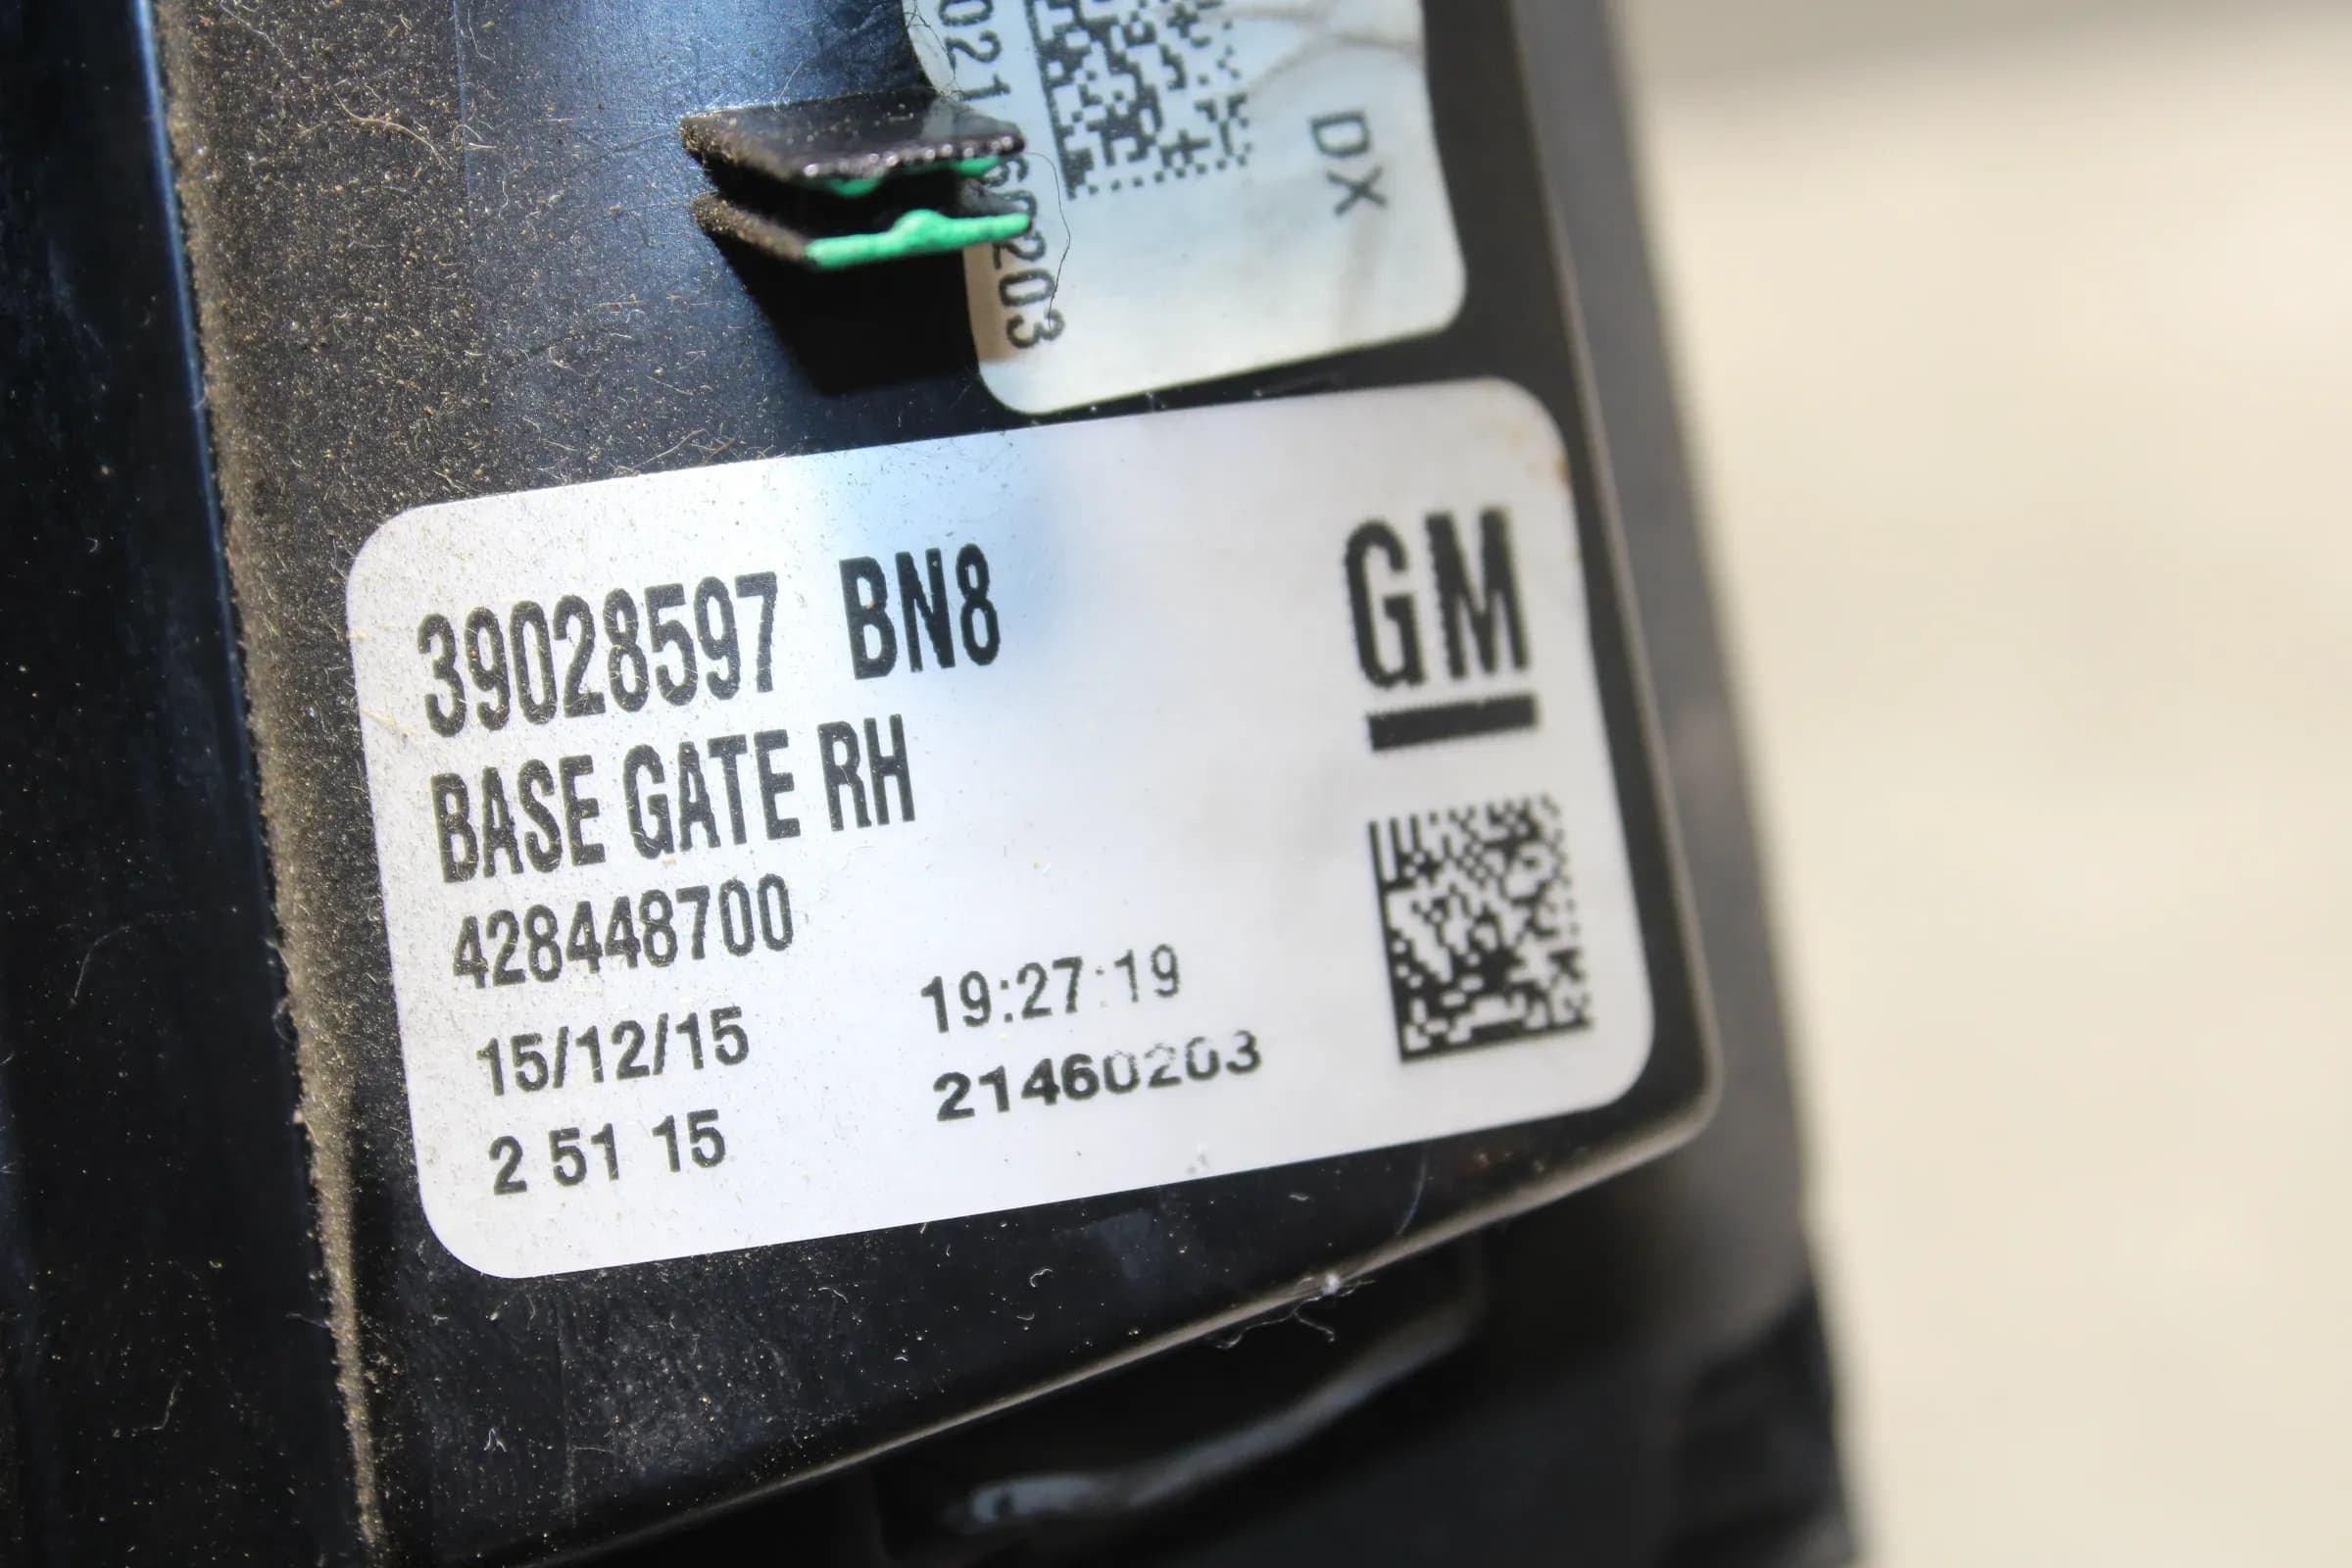 DX
39028597 BN8
GM
BASE GATE RH
428448700
15/12/15 19:27:19
2 51 15 21460203